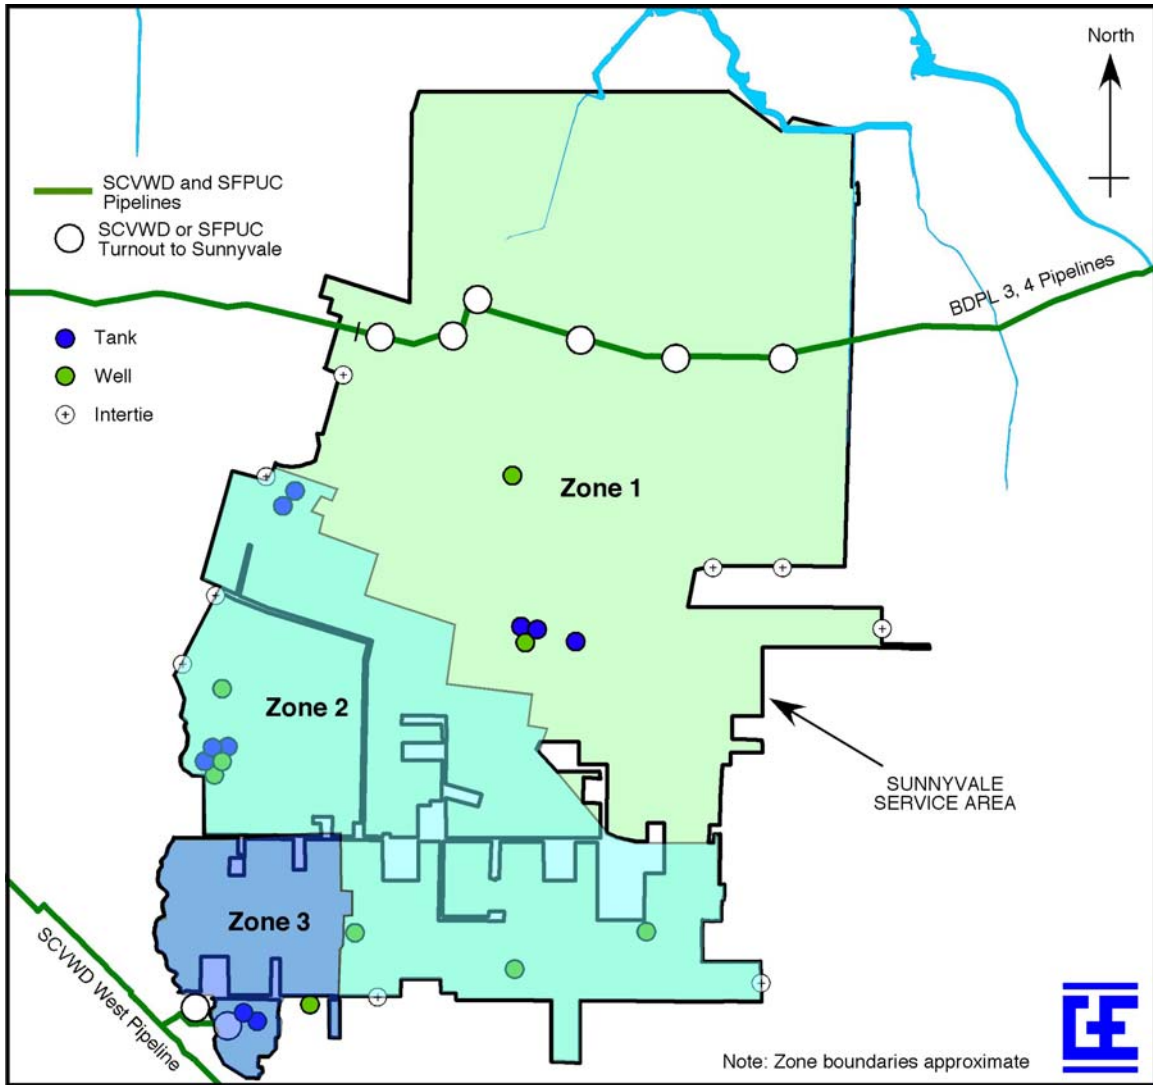 North
SCVWD and SFPUC
Pipelines
SCVWD or SFPUC
Turnout to Sunnyvale
BDPL 3, 4 Pipelines
Tank
Well
Intertie
Zone 1
Zone 2
SUNNYVALE
SERVICE AREA
Zone 3
SCVWD West Pipeline
Note: Zone boundaries approximate